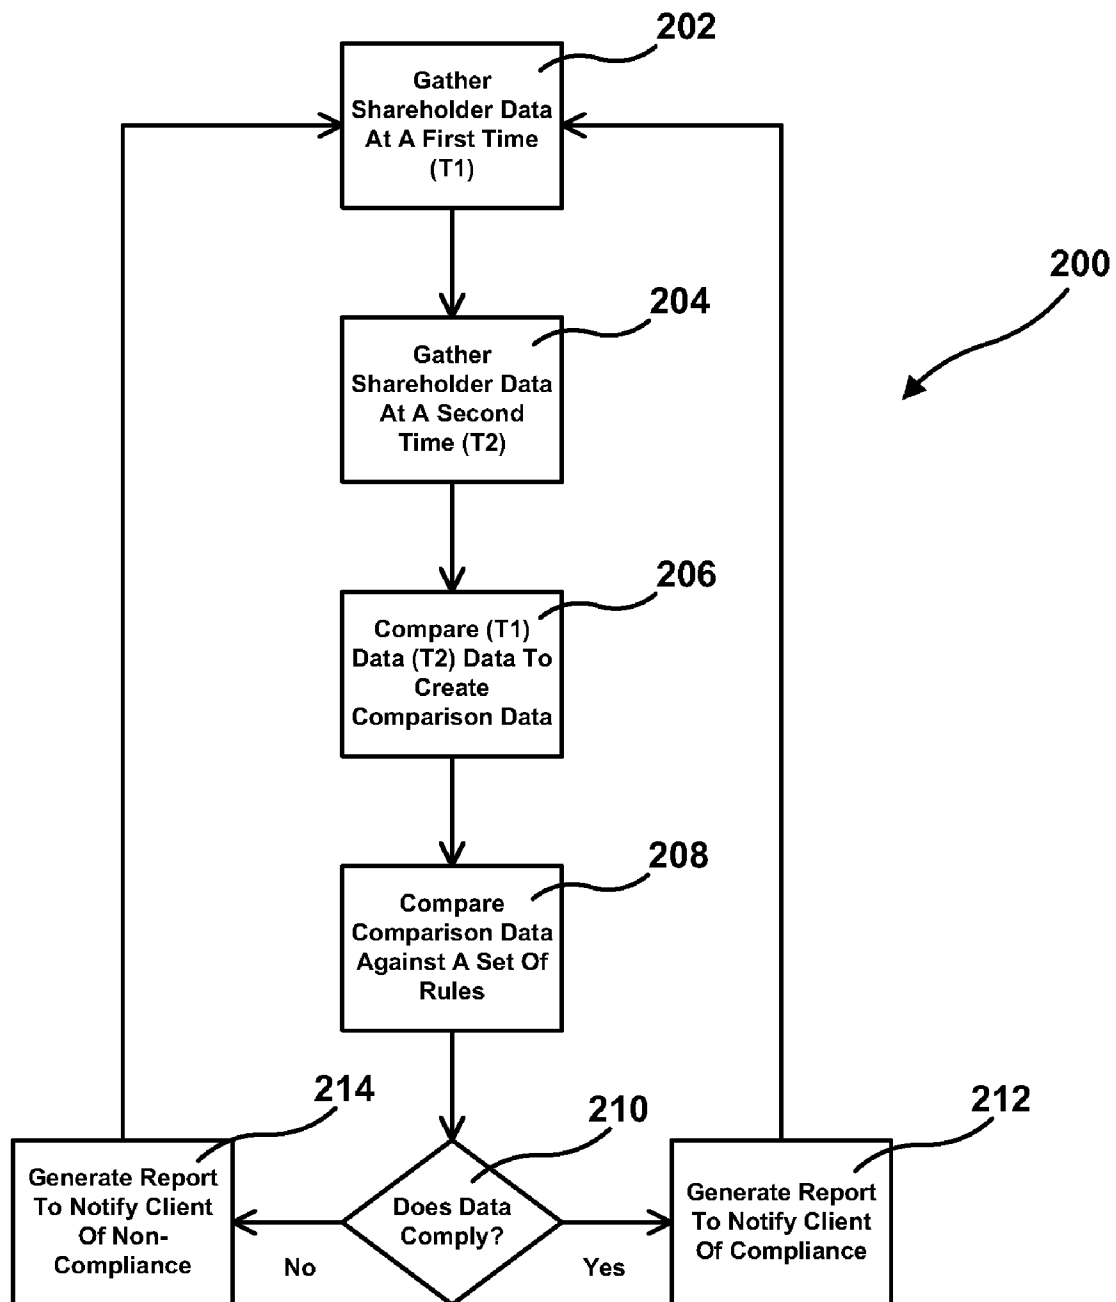 202
Gather
Shareholder Data
At A First Time
(T1)
200
204
Gather
Shareholder Data
At A Second
Time (T2)
206
Compare (T1)
Data (T2) Data To
Create
Comparison Data
208
Compare
Comparison Data
Against A Set Of
Rules
214
210
212
Generate Report
To Notify Client
Of Non-
Compliance
No
Does Data
Comply?
Yes
Generate Report
To Notify Client
Of Compliance